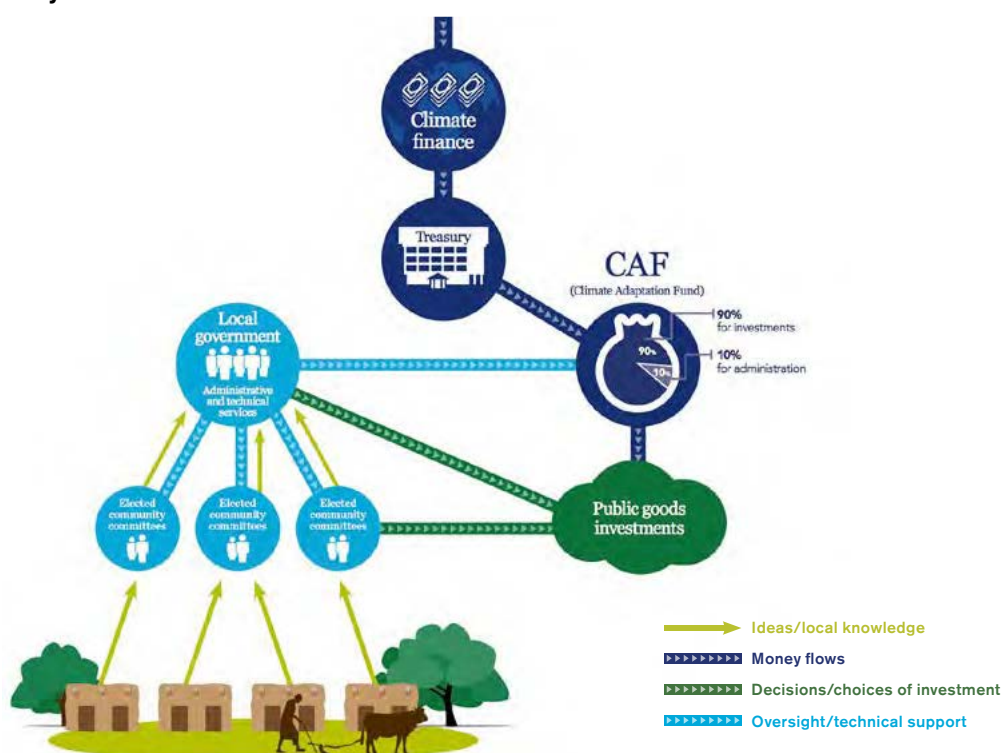 Climate
finance
Treasury
CAF
(Climate Adaptation Fund)
90%
for investments
90%
10%
10%
for administration
Local
government
Administrative
and technical
services
Elected
community
committees
Elected
community
committees
Elected
community
committees
Public goods
investments
Ideas/local knowledge
Money flows
Decisions/choices of investment
Oversight/technical support